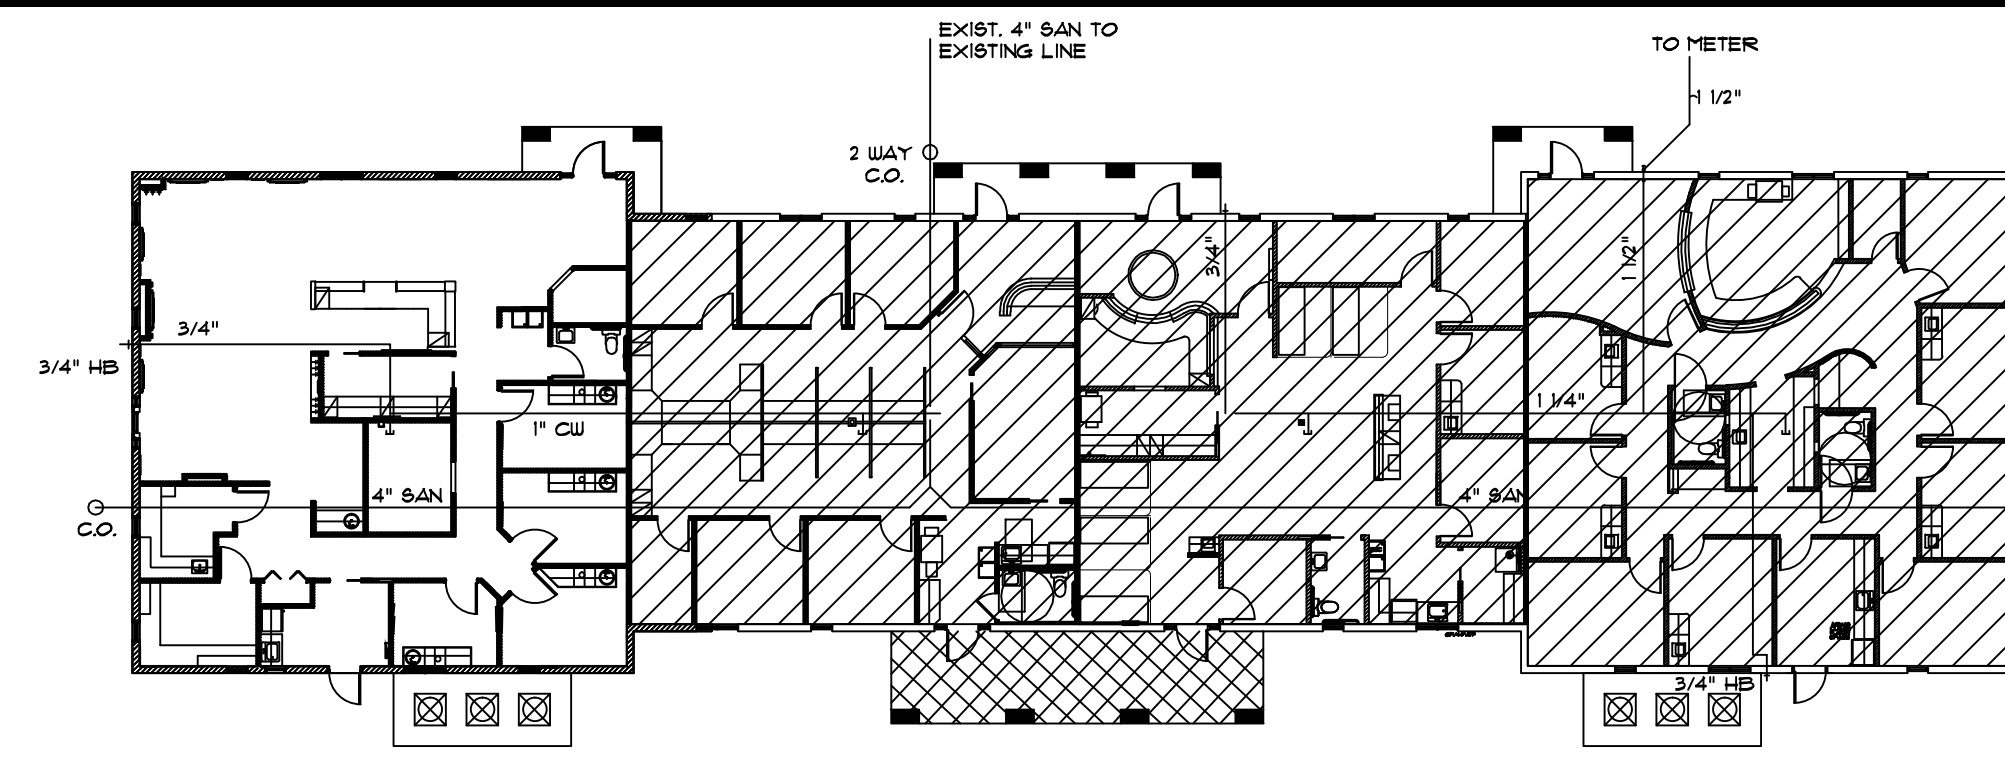 EXIST. 4" SAN TO
EXISTING LINE
TO METER
1 1/2"
2 WAY
C.O.
3/4"
1 1/2"
3/4"
3/4" HB
1 1/4"
1" CW
4" SAN
4" SAN
C.O.
3/4" HB